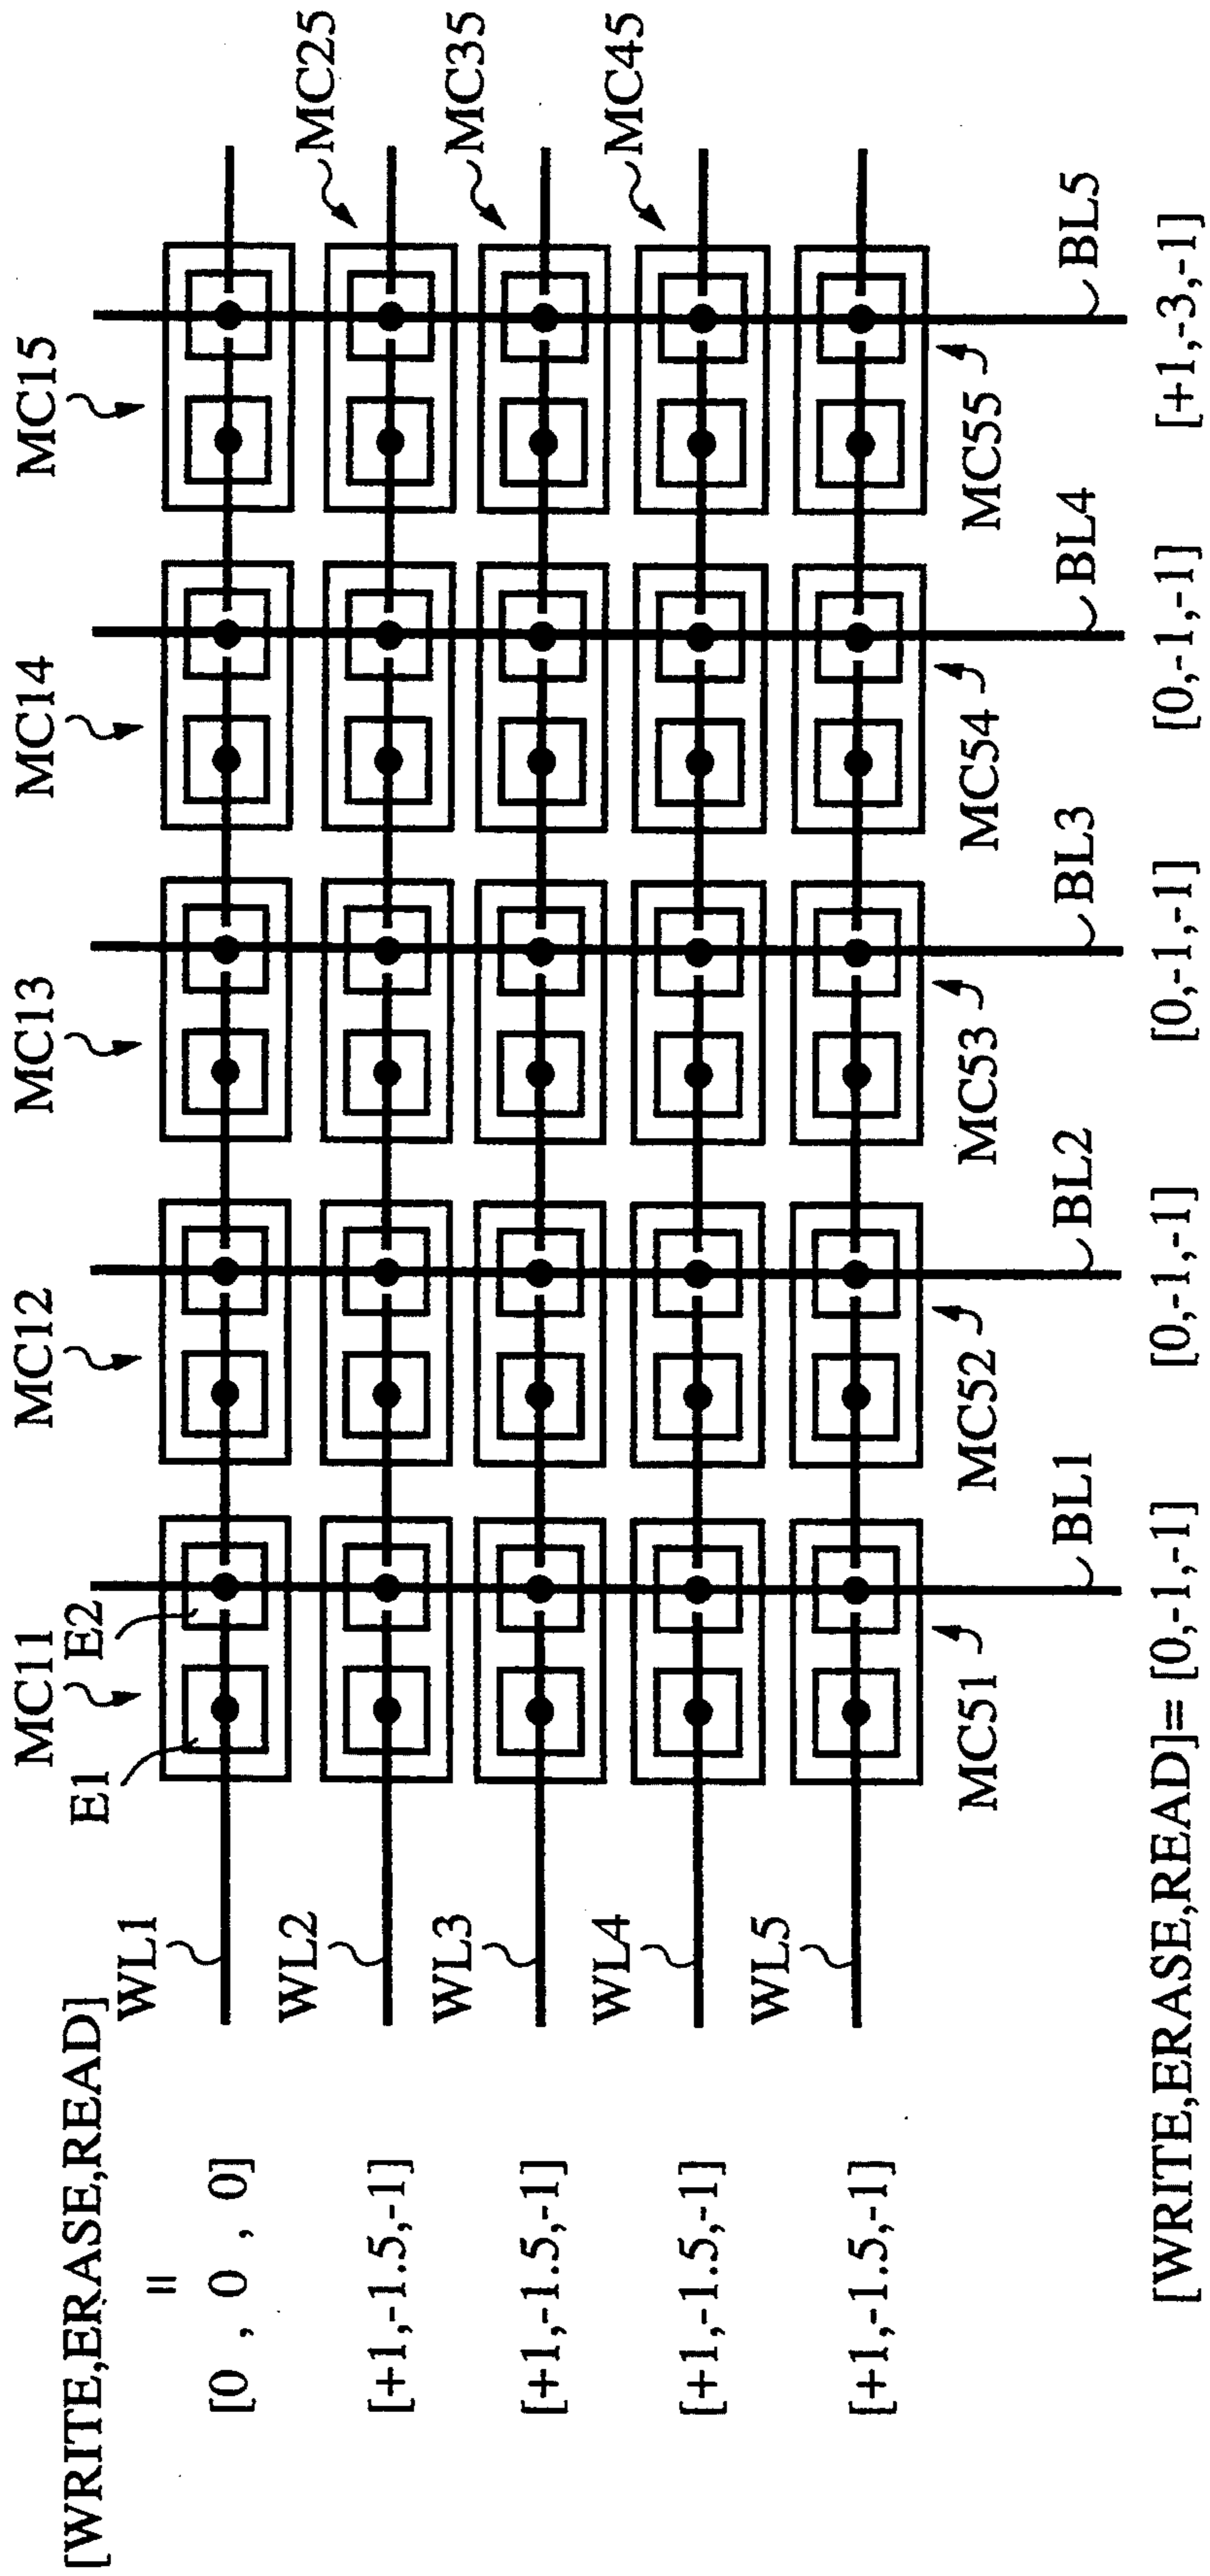 MC11 MC12 MC13 MC14 MC15
E1 E2
[WRITE,ERASE,READ]
=
[0 , 0 , 0] WL1
[+1,-1.5,-1] WL2 MC25
[+1,-1.5,-1] WL3 MC35
[+1,-1.5,-1] WL4 MC45
[+1,-1.5,-1] WL5
MC51 MC52 MC53 MC54 MC55
BL1 BL2 BL3 BL4 BL5
[WRITE,ERASE,READ]= [0,-1,-1] [0,-1,-1] [0,-1,-1] [0,-1,-1] [+1,-3,-1]